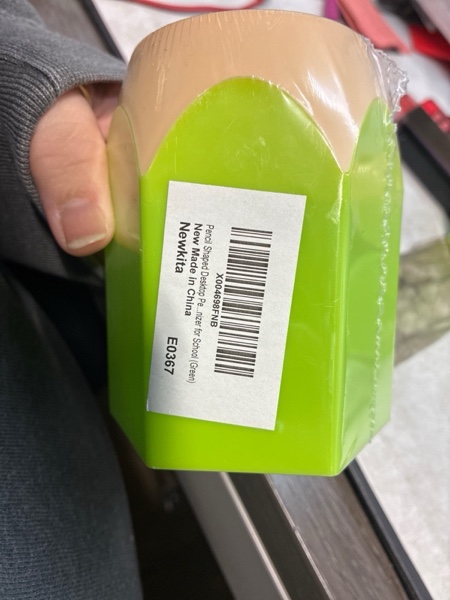 X004698FNB
Pencil Shaped Desktop Pe...nizer for School (Green)
New Made in China
Newkita
E0367